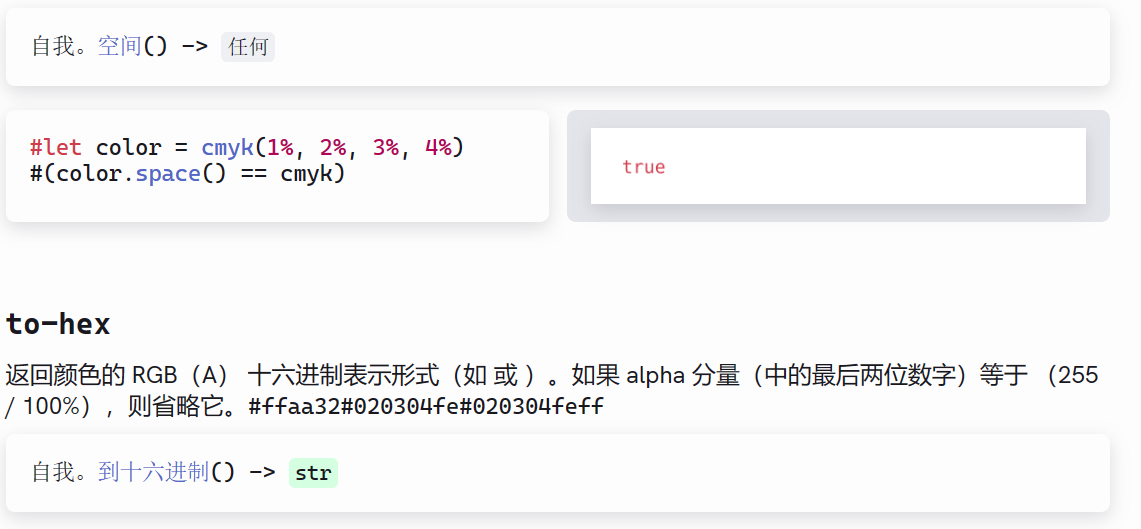 自我。空间() -> 任何
#let color = cmyk(1%, 2%, 3%, 4%)
#(color.space() == cmyk)
true
to-hex
返回颜色的 RGB（A） 十六进制表示形式（如 或 ）。如果 alpha 分量（中的最后两位数字）等于 （255
/ 100%），则省略它。#ffaa32#020304fe#020304feff
自我。到十六进制() -> str